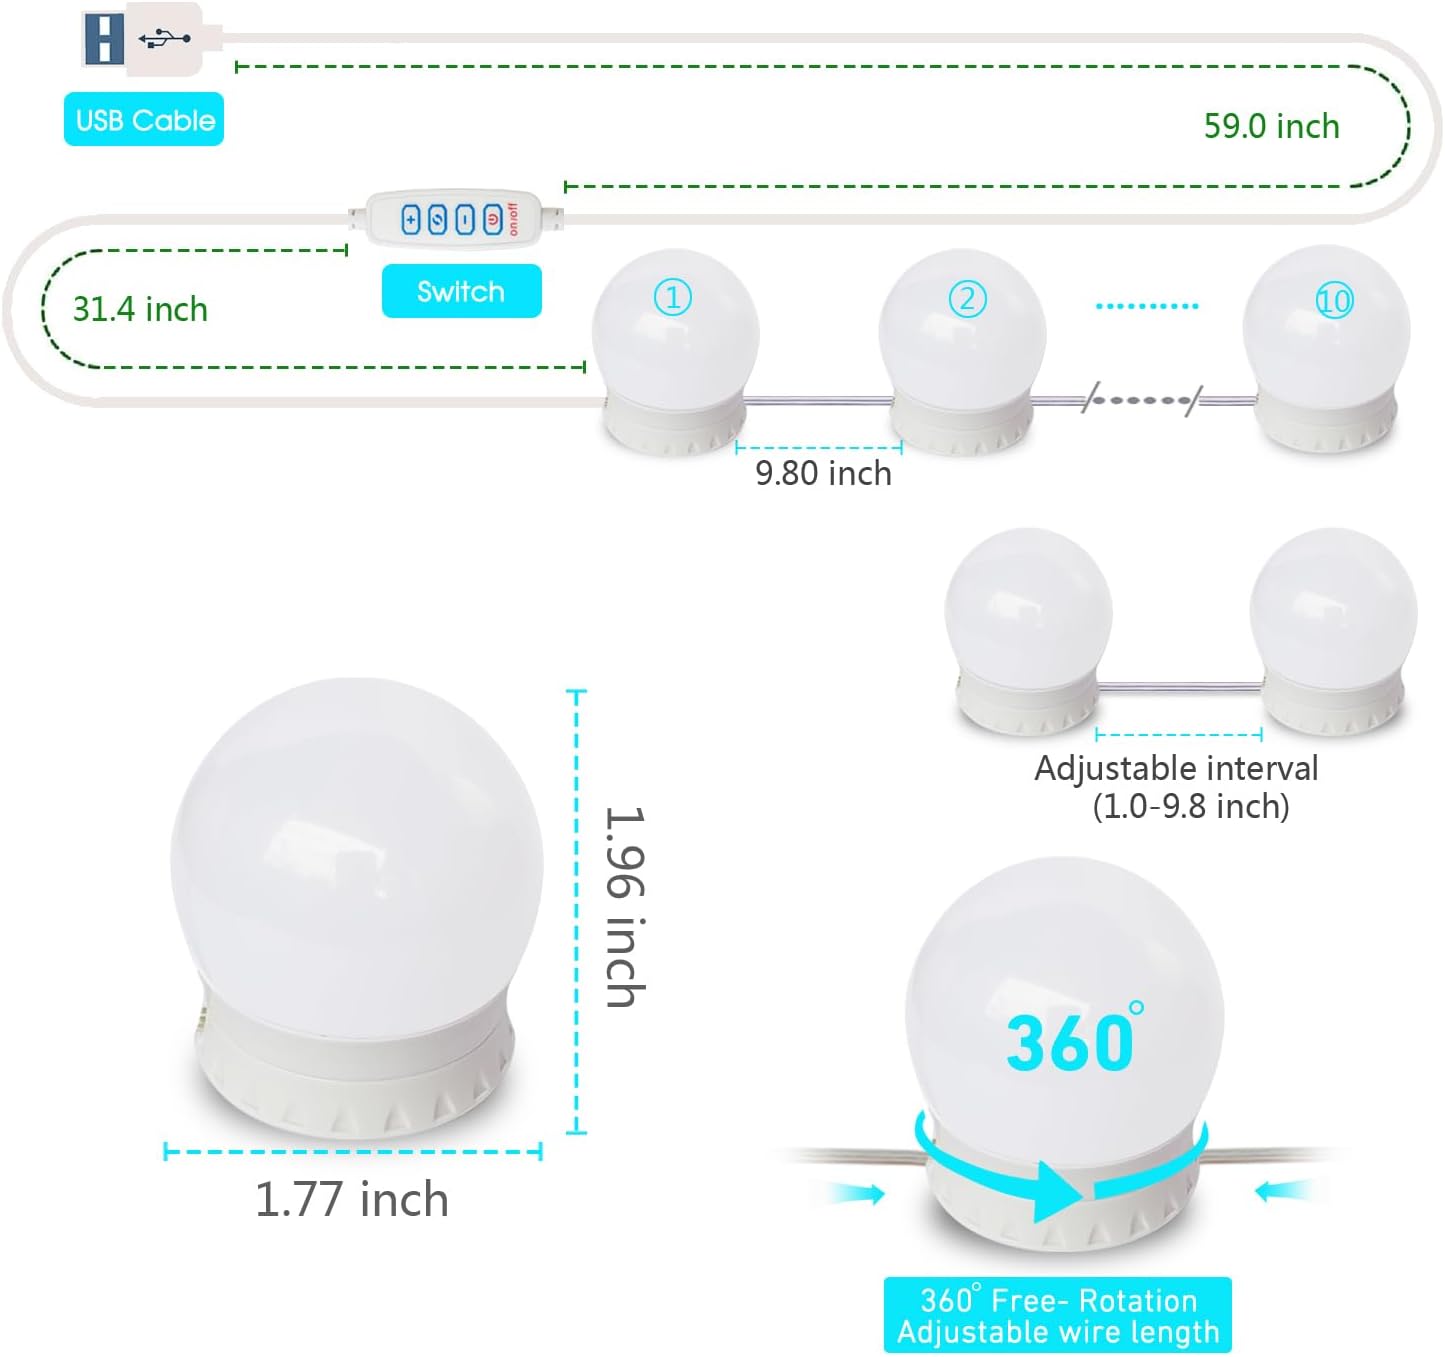 USB Cable
59.0 inch
+ - on/off
Switch
31.4 inch
1 2 10
9.80 inch
Adjustable interval
(1.0-9.8 inch)
1.96 inch
1.77 inch
360°
360° Free- Rotation
Adjustable wire length